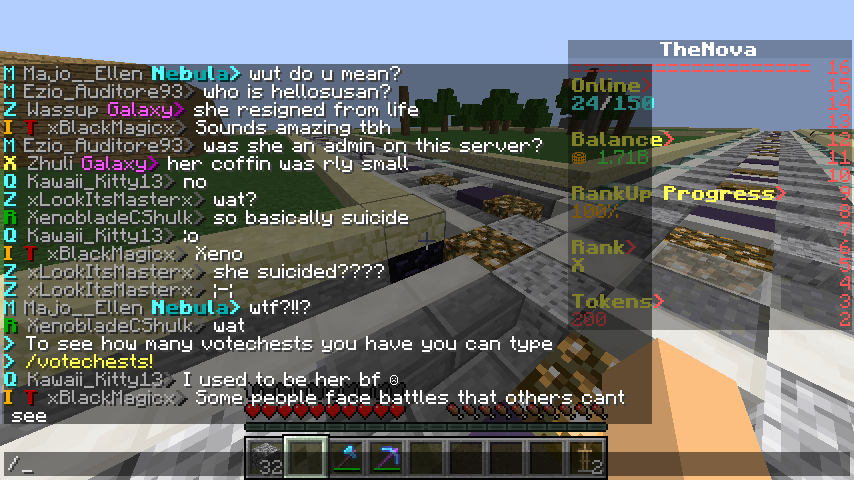 M Majo__Ellen Nebula> wut do u mean?
M Ezio_Auditore93> who is hellosusan?
Z Wassup Galaxy> she resigned from life
I T xBlackMagicx> Sounds amazing tbh
M Ezio_Auditore93> was she an admin on this server?
X Zhuli Galaxy> her coffin was rly small
Q Kawaii_Kitty13> no
Z xLookItsMasterx> wat?
R XenobladeCShulk> so basically suicide
Q Kawaii_Kitty13> ;o
I T xBlackMagicx> Xeno
Z xLookItsMasterx> she suicided????
Z xLookItsMasterx> ;-;
M Majo__Ellen Nebula> wtf?!!?
R XenobladeCShulk> wat
> To see how many votechests you have you can type
> /votechests!
Q Kawaii_Kitty13> I used to be her bf
I T xBlackMagicx> Some people face battles that others cant
see
/_
32
2
TheNova
16
Online> 15
24/150 14
13
Balance> 12
1.71B 11
10
RankUp Progress> 9
100% 8
7
Rank> 6
X 5
4
Tokens> 3
200 2